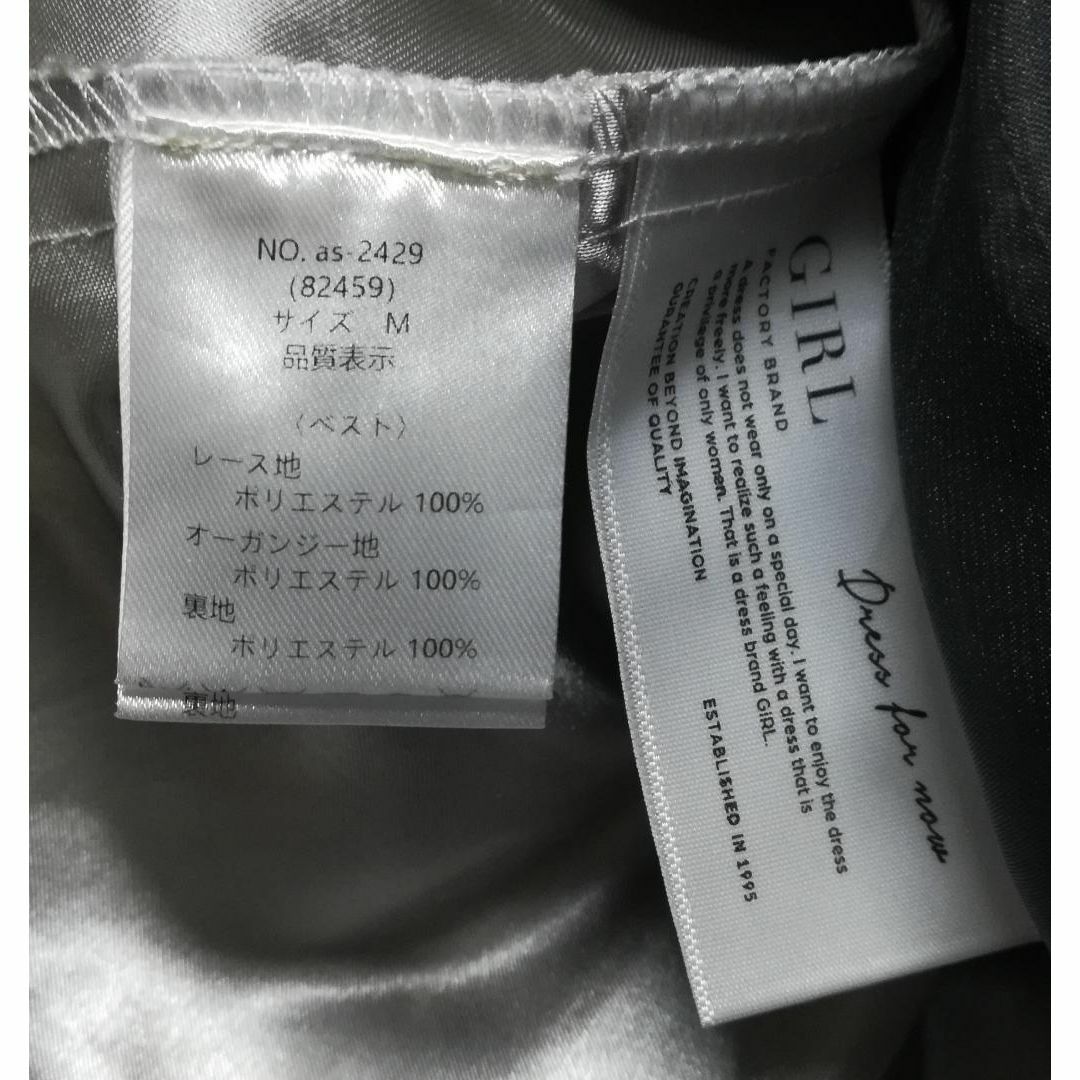 NO. as-2429
(82459)
サイズ M
品質表示
〈ベスト〉
レース地
ポリエステル 100%
オーガンジー地
ポリエステル 100%
裏地
ポリエステル 100%
裏地
GIRL
FACTORY BRAND
Dress for now
A dress does not wear only on a special day. I want to enjoy the dress
more freely. I want to realize such a feeling with a dress that is
a privilege of only women. That is a dress brand GIRL.
CREATION BEYOND IMAGINATION
GUARANTEE OF QUALITY
ESTABLISHED IN 1995